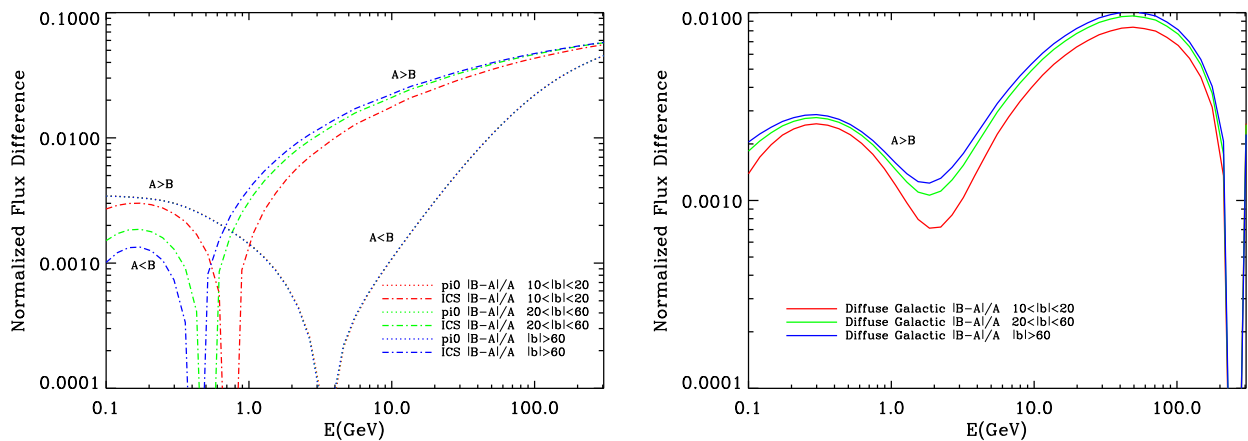 0.1000
0.0100
0.0010
0.0001
Normalized Flux Difference
A>B
A>B
A<B
A<B
pi0 |B-A|/A 10<|b|<20
ICS |B-A|/A 10<|b|<20
pi0 |B-A|/A 20<|b|<60
ICS |B-A|/A 20<|b|<60
pi0 |B-A|/A |b|>60
ICS |B-A|/A |b|>60
0.1 1.0 10.0 100.0
E(GeV)
0.0100
0.0010
0.0001
Normalized Flux Difference
A>B
Diffuse Galactic |B-A|/A 10<|b|<20
Diffuse Galactic |B-A|/A 20<|b|<60
Diffuse Galactic |B-A|/A |b|>60
0.1 1.0 10.0 100.0
E(GeV)